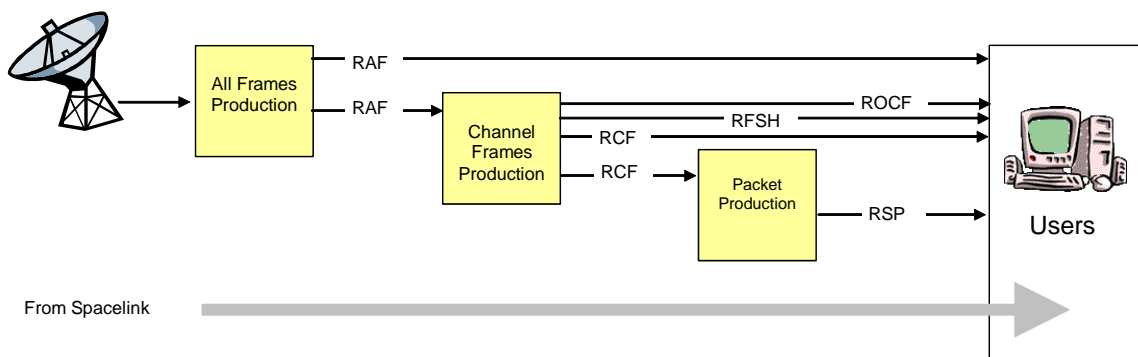 RAF
All Frames
Production
RAF
ROCF
RFSH
Channel
Frames
Production
RCF
RCF
Packet
Production
RSP
Users
From Spacelink